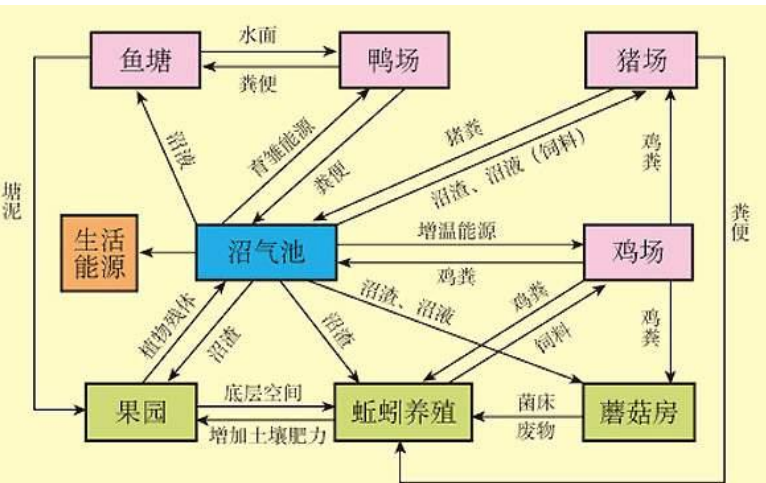 水面
鱼塘
鸭场
猪场
粪便
沼液
育雏能源
粪便
猪粪
沼渣、沼液（饲料）
鸡粪
塘泥
粪便
生活
能源
沼气池
增温能源
鸡粪
鸡场
植物残体
沼渣
沼渣
沼渣、沼液
鸡粪
饲料
鸡粪
果园
底层空间
增加土壤肥力
蚯蚓养殖
菌床
废物
蘑菇房